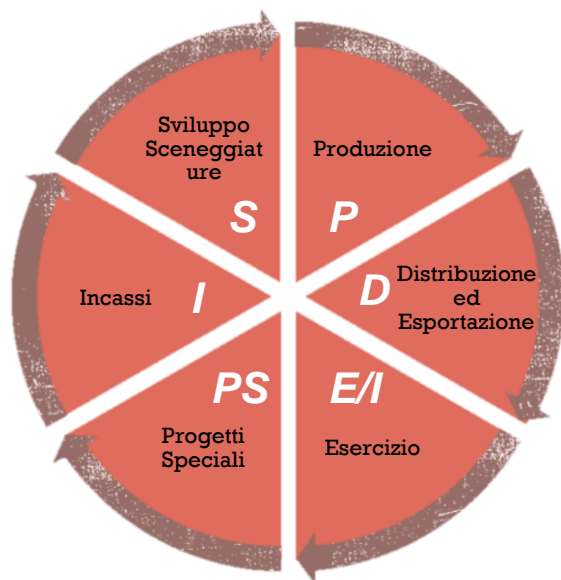 Sviluppo
Sceneggiat
ure
S
Produzione
P
D
Distribuzione
ed
Esportazione
E/I
Esercizio
PS
Progetti
Speciali
Incassi
I